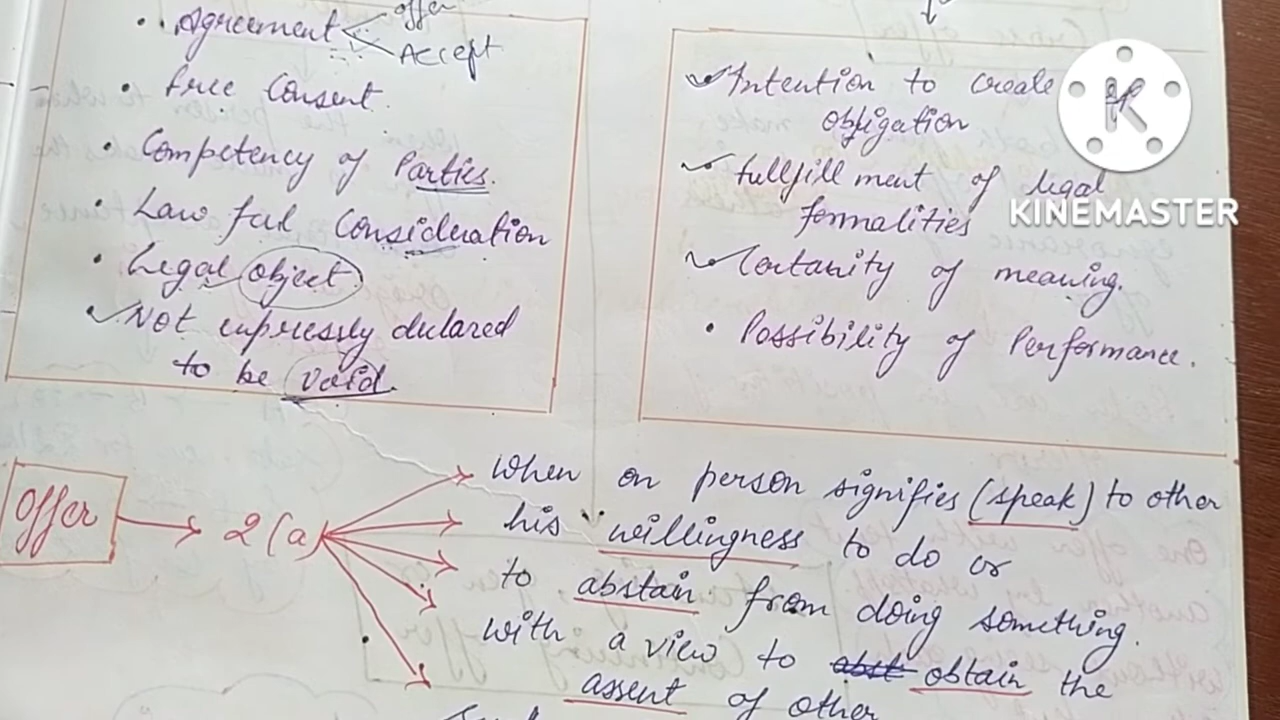 offer
• Agreement
Accept
• free Consent.
• Competency of Parties.
• Law ful Consideration
• Legal object
✓ Not expressly declared
to be void.
✓ Intention to create
obligation
✓ fullfill ment of legal
formalities
✓ Certanity of meaning.
• Possibility of Performance.
K
KINEMASTER
offer → 2(a)
when on person signifies (speak) to other
his willingness to do or
to abstain from doing something.
with a view to abst obtain the
assent of other